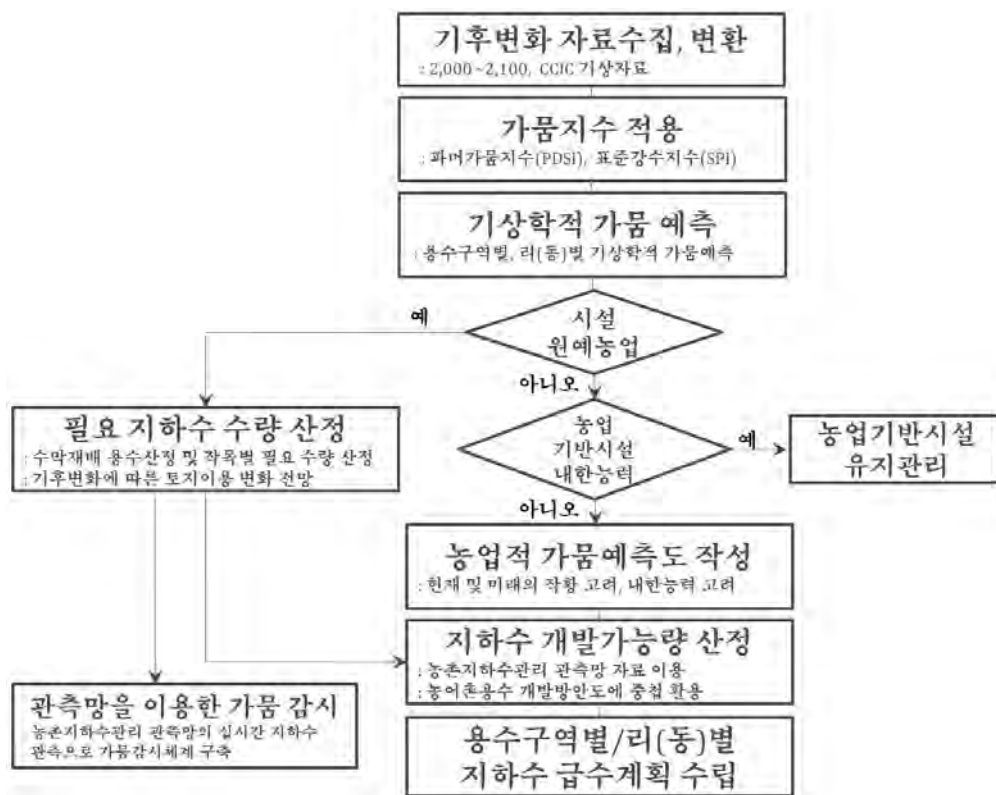 기후변화 자료수집, 변환
: 2,000~2,100, CCIC 기상자료
가뭄지수 적용
: 파머가뭄지수(PDSi), 표준강수지수(SPi)
기상학적 가뭄 예측
: 용수구역별, 리(동)별 기상학적 가뭄예측
예
시설
원예농업
아니오
필요 지하수 수량 산정
: 수막재배 용수산정 및 작목별 필요 수량 산정
: 기후변화에 따른 토지이용 변화 전망
농업
기반시설
내한능력
예
농업기반시설
유지관리
아니오
농업적 가뭄예측도 작성
: 현재 및 미래의 작황 고려, 내한능력 고려
지하수 개발가능량 산정
: 농촌지하수관리 관측망 자료 이용
: 농어촌용수 개발방안도에 중첩 활용
관측망을 이용한 가뭄 감시
: 농촌지하수관리 관측망의 실시간 지하수
관측으로 가뭄감시체계 구축
용수구역별/리(동)별
지하수 급수계획 수립